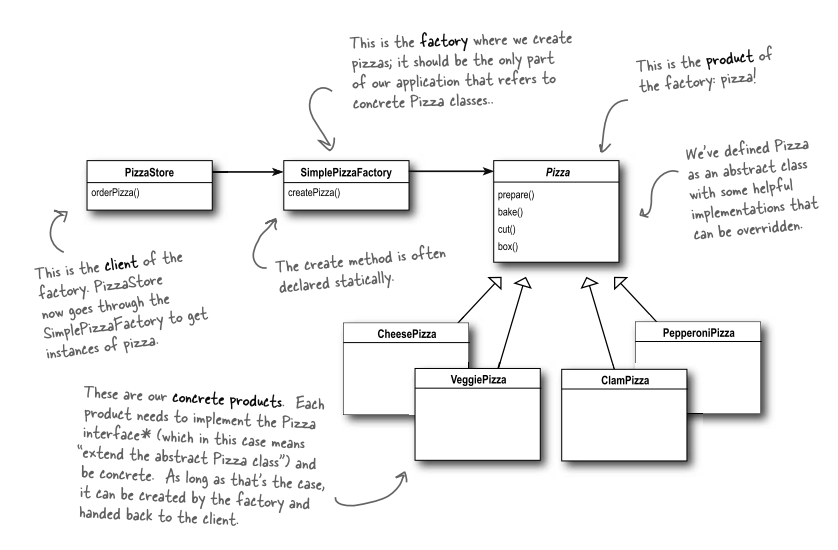 This is the factory where we create
pizzas; it should be the only part
of our application that refers to
concrete Pizza classes..
This is the product of
the factory: pizza!
We've defined Pizza
as an abstract class
with some helpful
implementations that
can be overridden.
PizzaStore
orderPizza()
SimplePizzaFactory
createPizza()
Pizza
prepare()
bake()
cut()
box()
This is the client of the
factory. PizzaStore
now goes through the
SimplePizzaFactory to get
instances of pizza.
The create method is often
declared statically.
CheesePizza
VeggiePizza
ClamPizza
PepperoniPizza
These are our concrete products. Each
product needs to implement the Pizza
interface* (which in this case means
"extend the abstract Pizza class") and
be concrete. As long as that's the case,
it can be created by the factory and
handed back to the client.